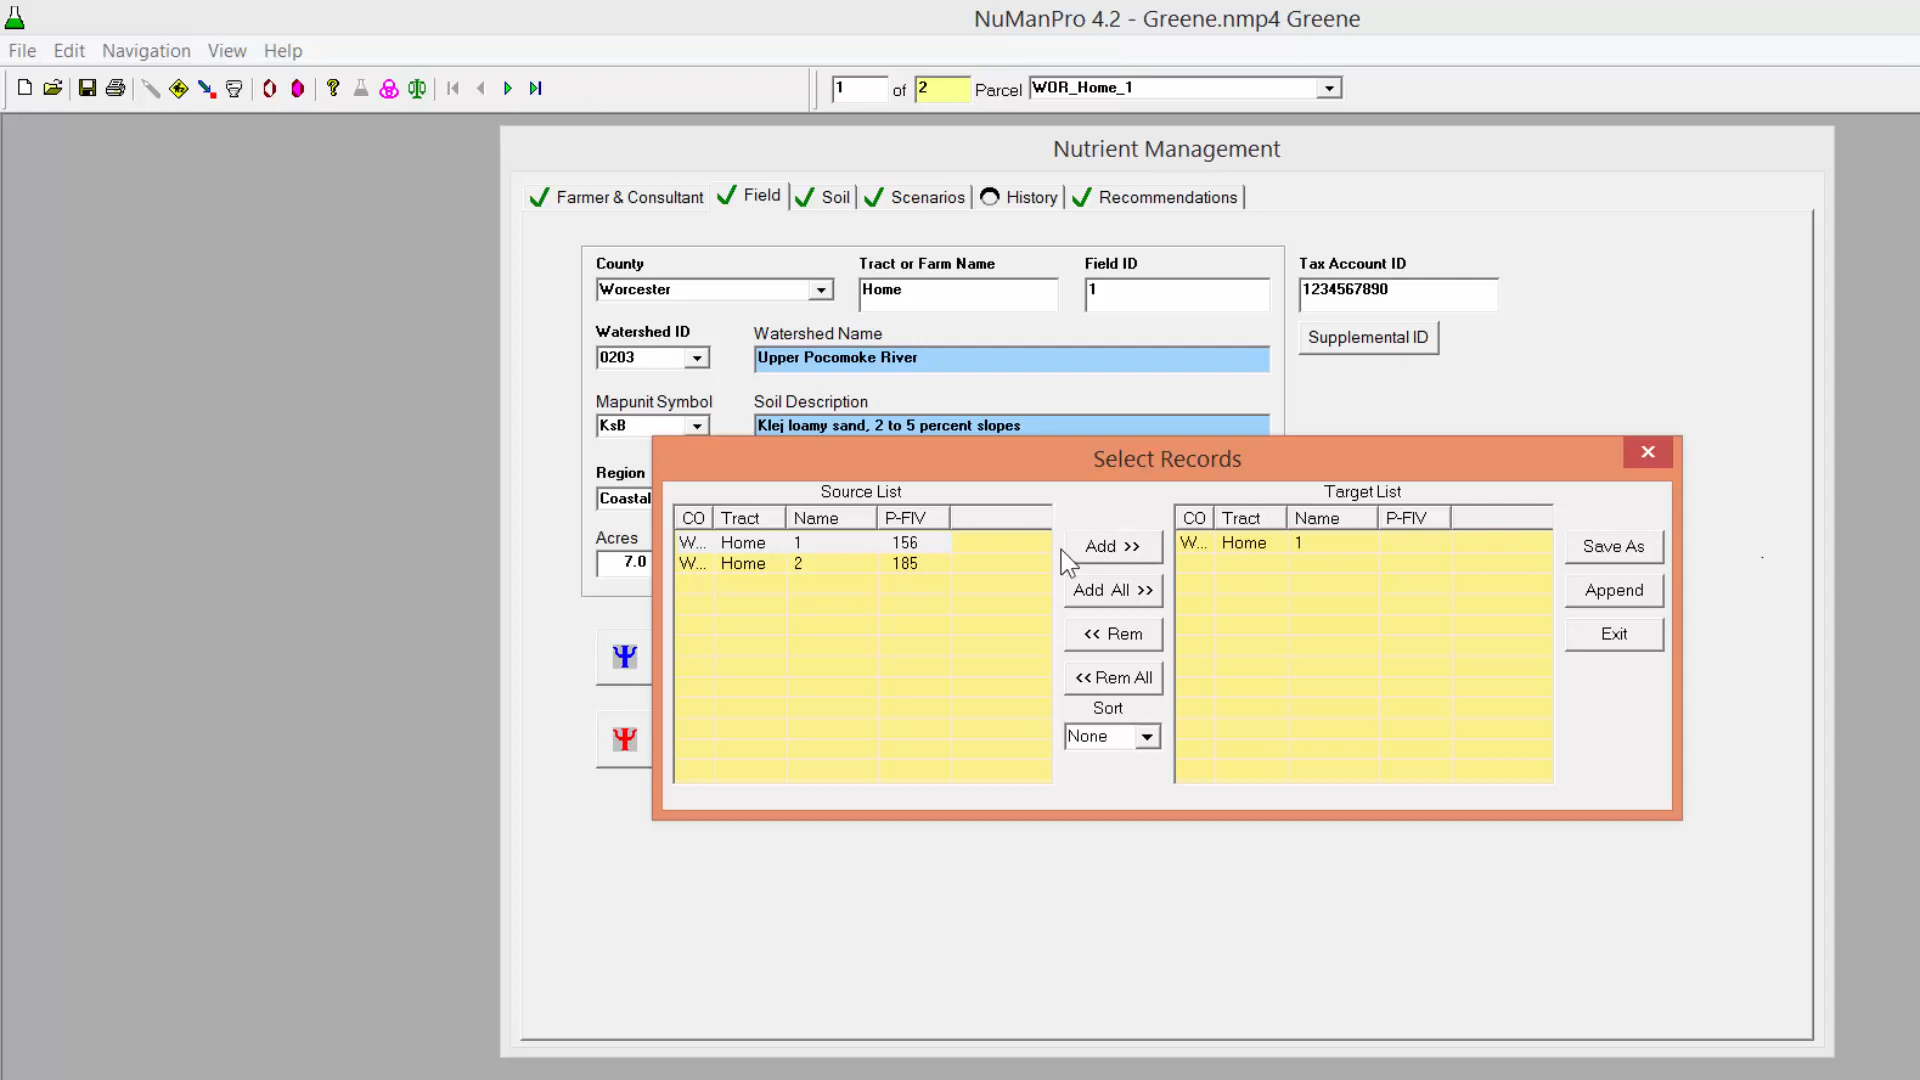 NuManPro 4.2 - Greene.nmp4 Greene
File Edit Navigation View Help
1 of 2 Parcel WOR_Home_1
Nutrient Management
Farmer & Consultant Field Soil Scenarios History Recommendations
County Tract or Farm Name Field ID Tax Account ID
Worcester Home 1 1234567890
Watershed ID Watershed Name Supplemental ID
0203 Upper Pocomoke River
Mapunit Symbol Soil Description
KsB Klej loamy sand, 2 to 5 percent slopes
Region
Coastal
Acres
7.0
Select Records
Source List Target List
CO Tract Name P-FIV CO Tract Name P-FIV
W... Home 1 156 Add >> W... Home 1 Save As
W... Home 2 185
Add All >> Append
<< Rem Exit
<< Rem All
Sort
None